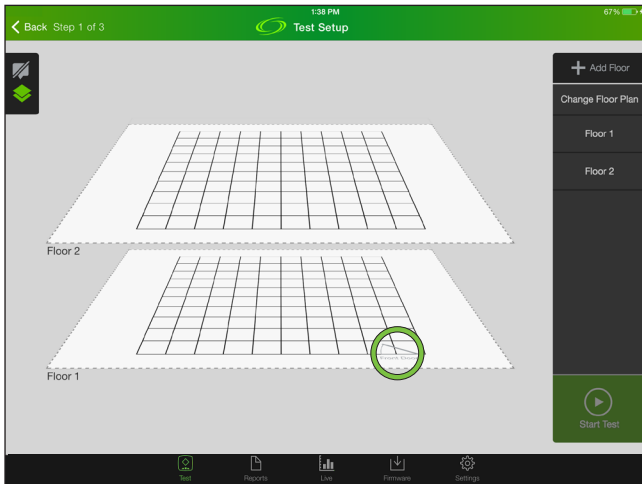 1:38 PM
67%
Back Step 1 of 3
Test Setup
Add Floor
Change Floor Plan
Floor 1
Floor 2
Floor 2
Floor 1
Start Test
Test
Reports
Live
Firmware
Settings